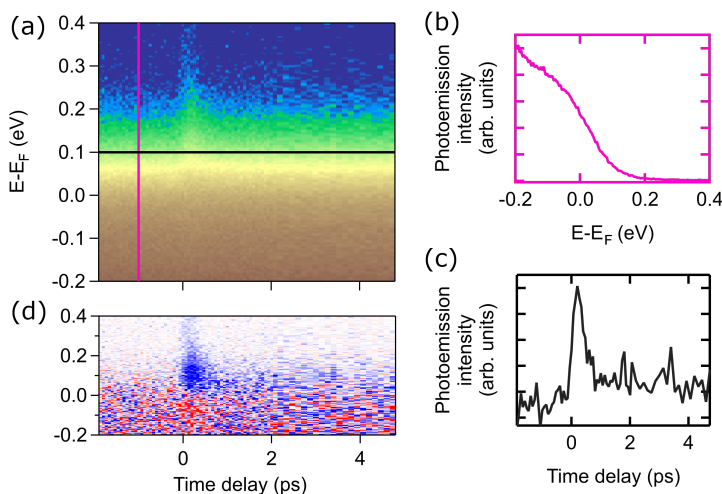 (a)
0.4
0.3
0.2
0.1
0.0
-0.1
-0.2
E-EF (eV)
0
(b)
Photoemission
intensity
(arb. units)
-0.2
0.0
0.2
0.4
E-EF (eV)
(c)
Photoemission
intensity
(arb. units)
0
2
4
Time delay (ps)
(d)
0.4
0.2
0.0
-0.2
0
2
4
Time delay (ps)